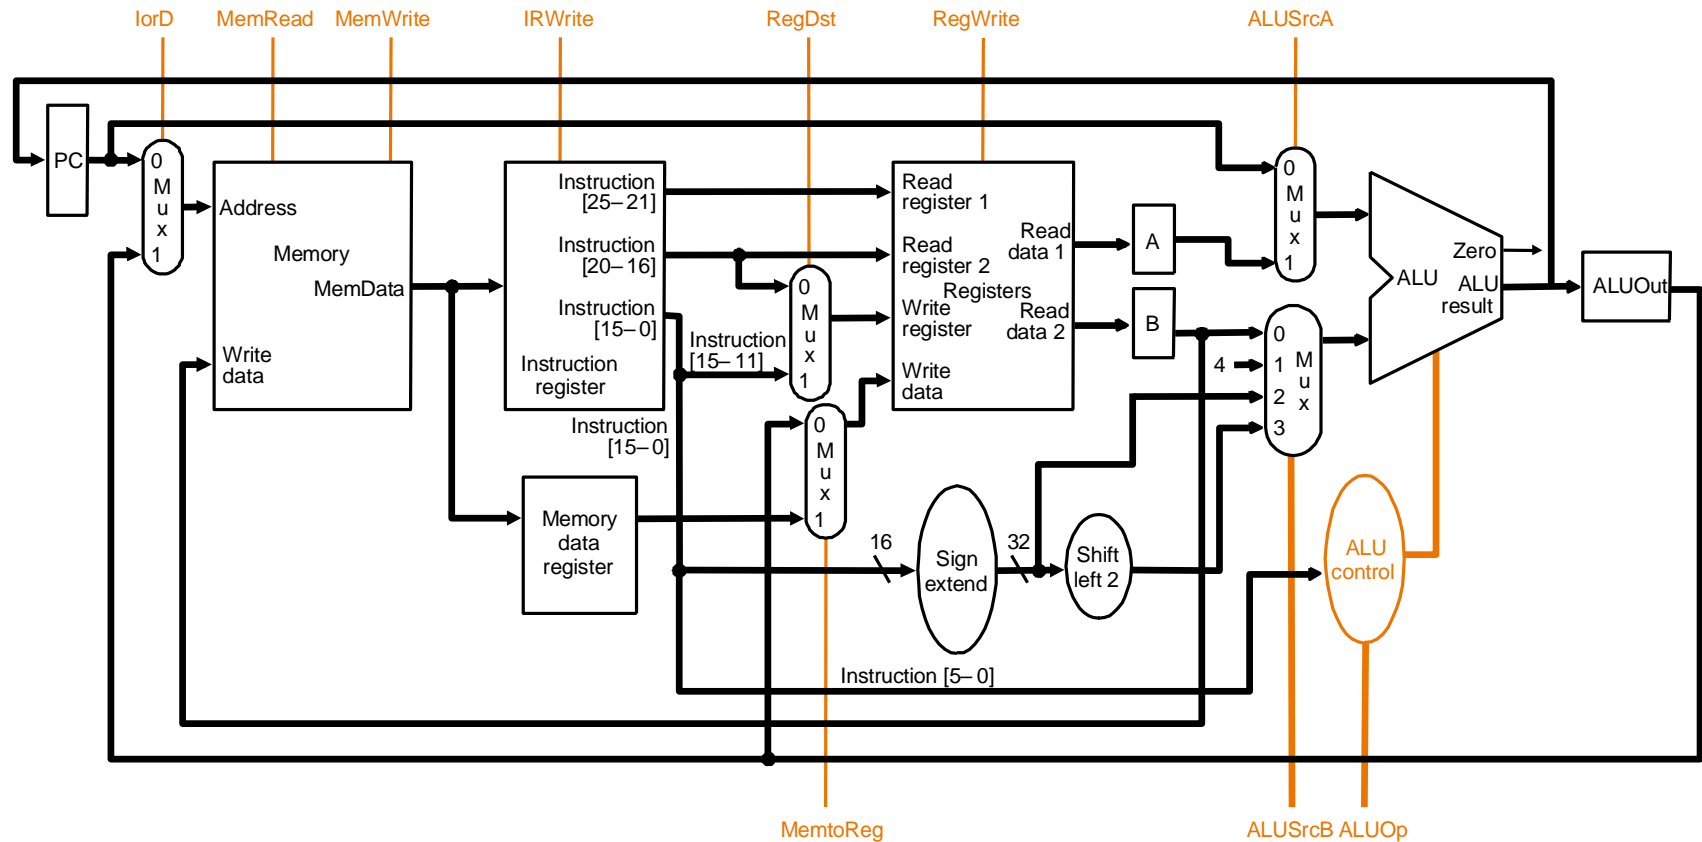 IorD MemRead MemWrite IRWrite RegDst RegWrite ALUSrcA
PC
0
M
u
x
1
Address
Memory
MemData
Write
data
Instruction
[25– 21]
Instruction
[20– 16]
Instruction
[15– 0]
Instruction
register
Instruction
[15– 11]
Instruction
[15– 0]
0
M
u
x
1
0
M
u
x
1
Memory
data
register
Read
register 1
Read
register 2
Registers
Write
register
Write
data
Read
data 1
Read
data 2
A
B
4
0
M
u
x
1
0
1
2
3
M
u
x
Zero
ALU
ALU
result
ALUOut
16
Sign
extend
32
Shift
left 2
ALU
control
Instruction [5– 0]
MemtoReg ALUSrcB ALUOp